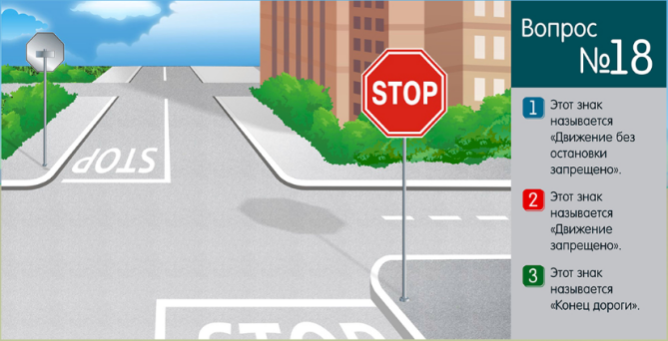 STOP
STOP
STOP
Вопрос
№18
1 Этот знак
называется
«Движение без
остановки
запрещено».
2 Этот знак
называется
«Движение
запрещено».
3 Этот знак
называется
«Конец дороги».